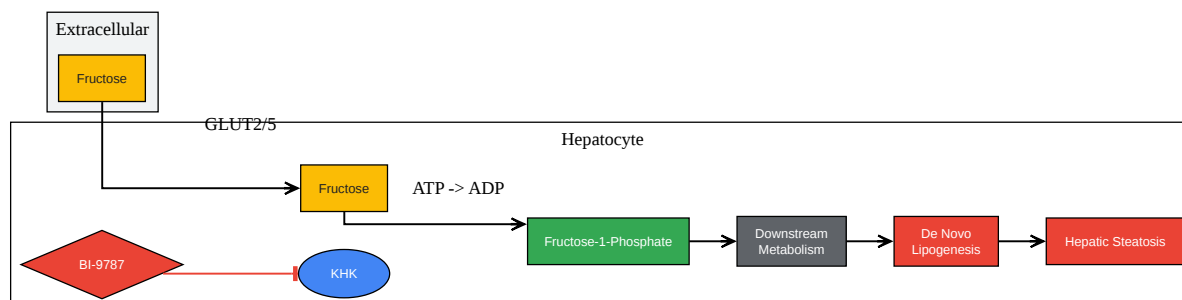 Extracellular
Fructose
GLUT2/5
Hepatocyte
Fructose
ATP -> ADP
Fructose-1-Phosphate
Downstream
Metabolism
De Novo
Lipogenesis
Hepatic Steatosis
BI-9787
KHK